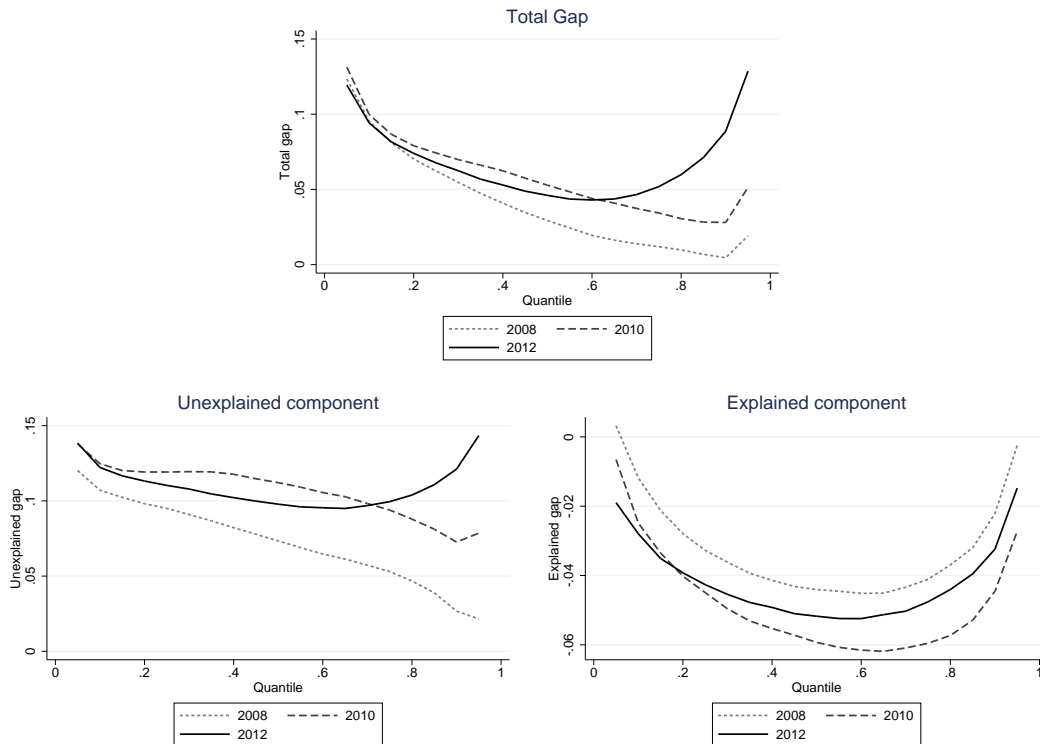 Total Gap
.15
.1
.05
0
Total gap
0 .2 .4 .6 .8 1
Quantile
2008 2010
2012
Unexplained component
.15
.1
.05
0
Unexplained gap
0 .2 .4 .6 .8 1
Quantile
2008 2010
2012
Explained component
0
-.02
-.04
-.06
Explained gap
0 .2 .4 .6 .8 1
Quantile
2008 2010
2012